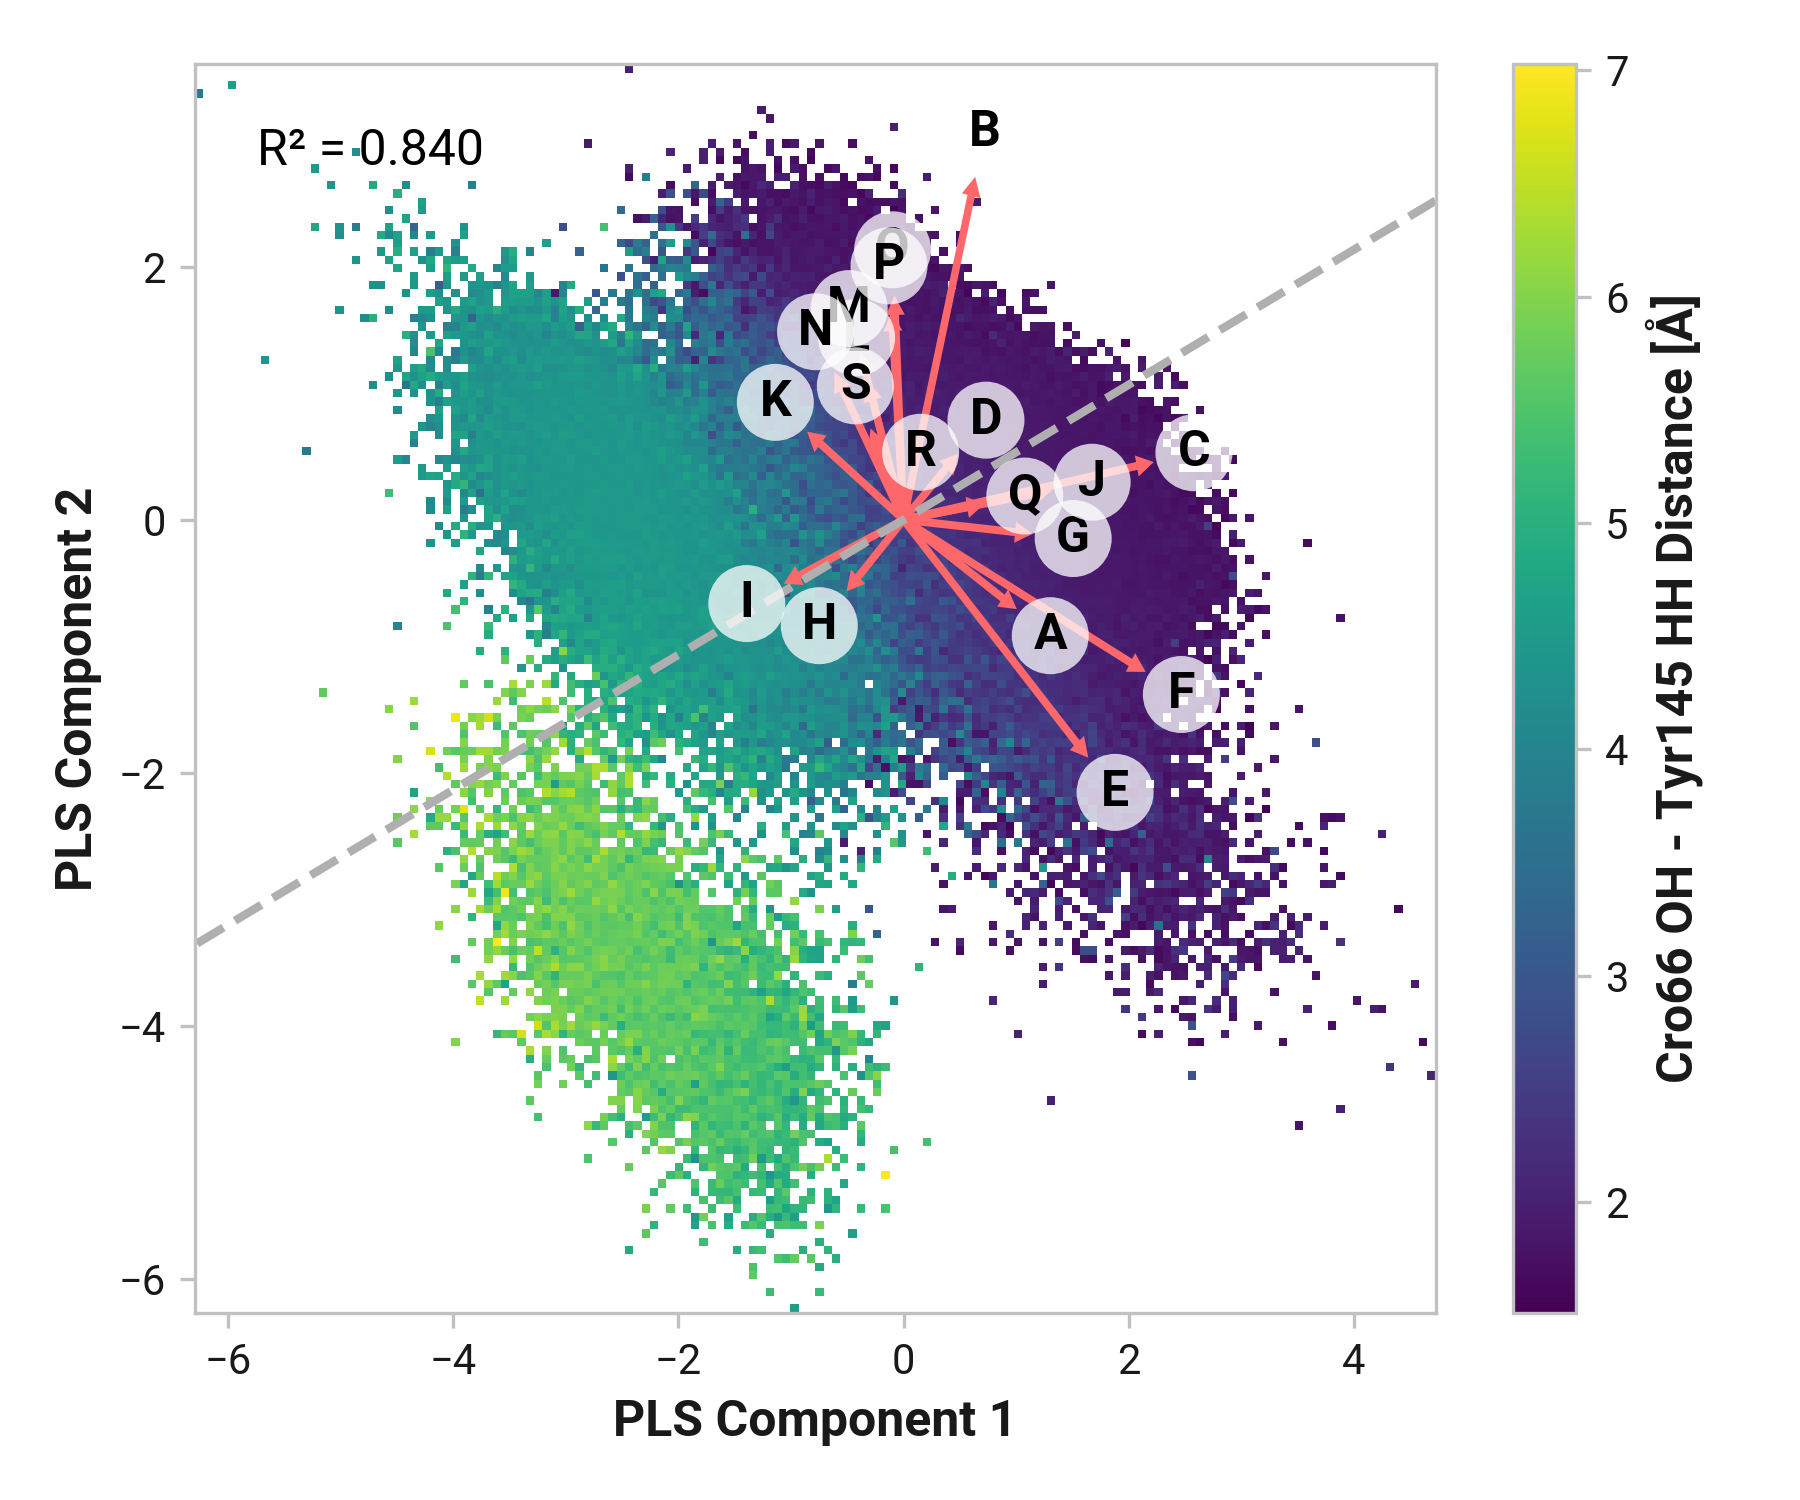 R² = 0.840
B
P
M
N
S
K
D
R
C
J
Q
G
I
H
A
F
E
2
0
−2
−4
−6
−6
−4
−2
0
2
4
PLS Component 1
PLS Component 2
7
6
5
4
3
2
Cro66 OH - Tyr145 HH Distance [Å]